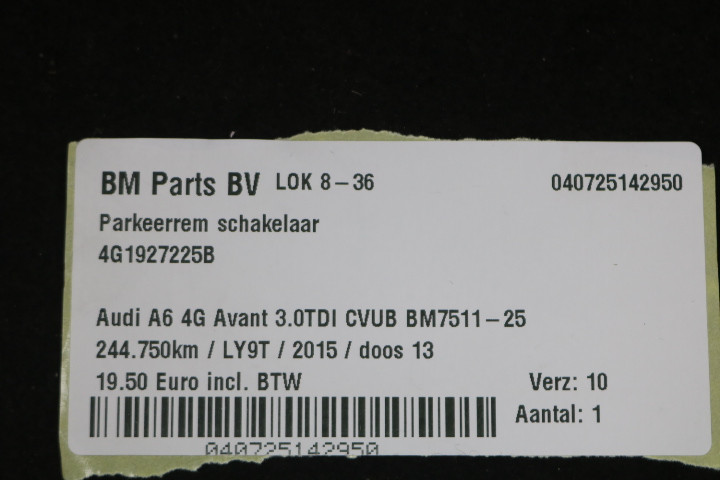 BM Parts BV LOK 8-36 040725142950
Parkeerrem schakelaar
4G1927225B
Audi A6 4G Avant 3.0TDI CVUB BM7511-25
244.750km / LY9T / 2015 / doos 13
19.50 Euro incl. BTW Verz: 10
Aantal: 1
040725142950